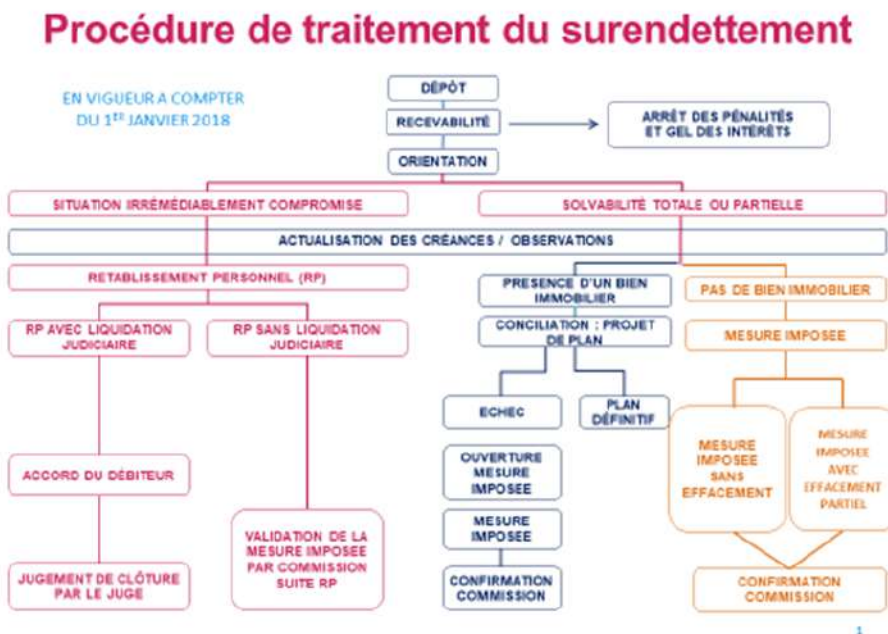 Procédure de traitement du surendettement
EN VIGUEUR A COMPTER
DU 1ER JANVIER 2018
DÉPÔT
RECEVABILITÉ
ARRÊT DES PÉNALITÉS
ET GEL DES INTÉRÊTS
ORIENTATION
SITUATION IRRÉMÉDIABLEMENT COMPROMISE
SOLVABILITÉ TOTALE OU PARTIELLE
ACTUALISATION DES CRÉANCES / OBSERVATIONS
RETABLISSEMENT PERSONNEL (RP)
PRESENCE D'UN BIEN
IMMOBILIER
PAS DE BIEN IMMOBILIER
RP AVEC LIQUIDATION
JUDICIAIRE
RP SANS LIQUIDATION
JUDICIAIRE
CONCILIATION : PROJET
DE PLAN
MESURE IMPOSEE
ECHEC
PLAN
DÉFINITIF
MESURE
IMPOSEE
SANS
EFFACEMENT
MESURE
IMPOSEE
AVEC
EFFACEMENT
PARTIEL
OUVERTURE
MESURE
IMPOSEE
ACCORD DU DÉBITEUR
MESURE
IMPOSEE
VALIDATION DE LA
MESURE IMPOSEE
PAR COMMISSION
SUITE RP
JUGEMENT DE CLÔTURE
PAR LE JUGE
CONFIRMATION
COMMISSION
CONFIRMATION
COMMISSION
1